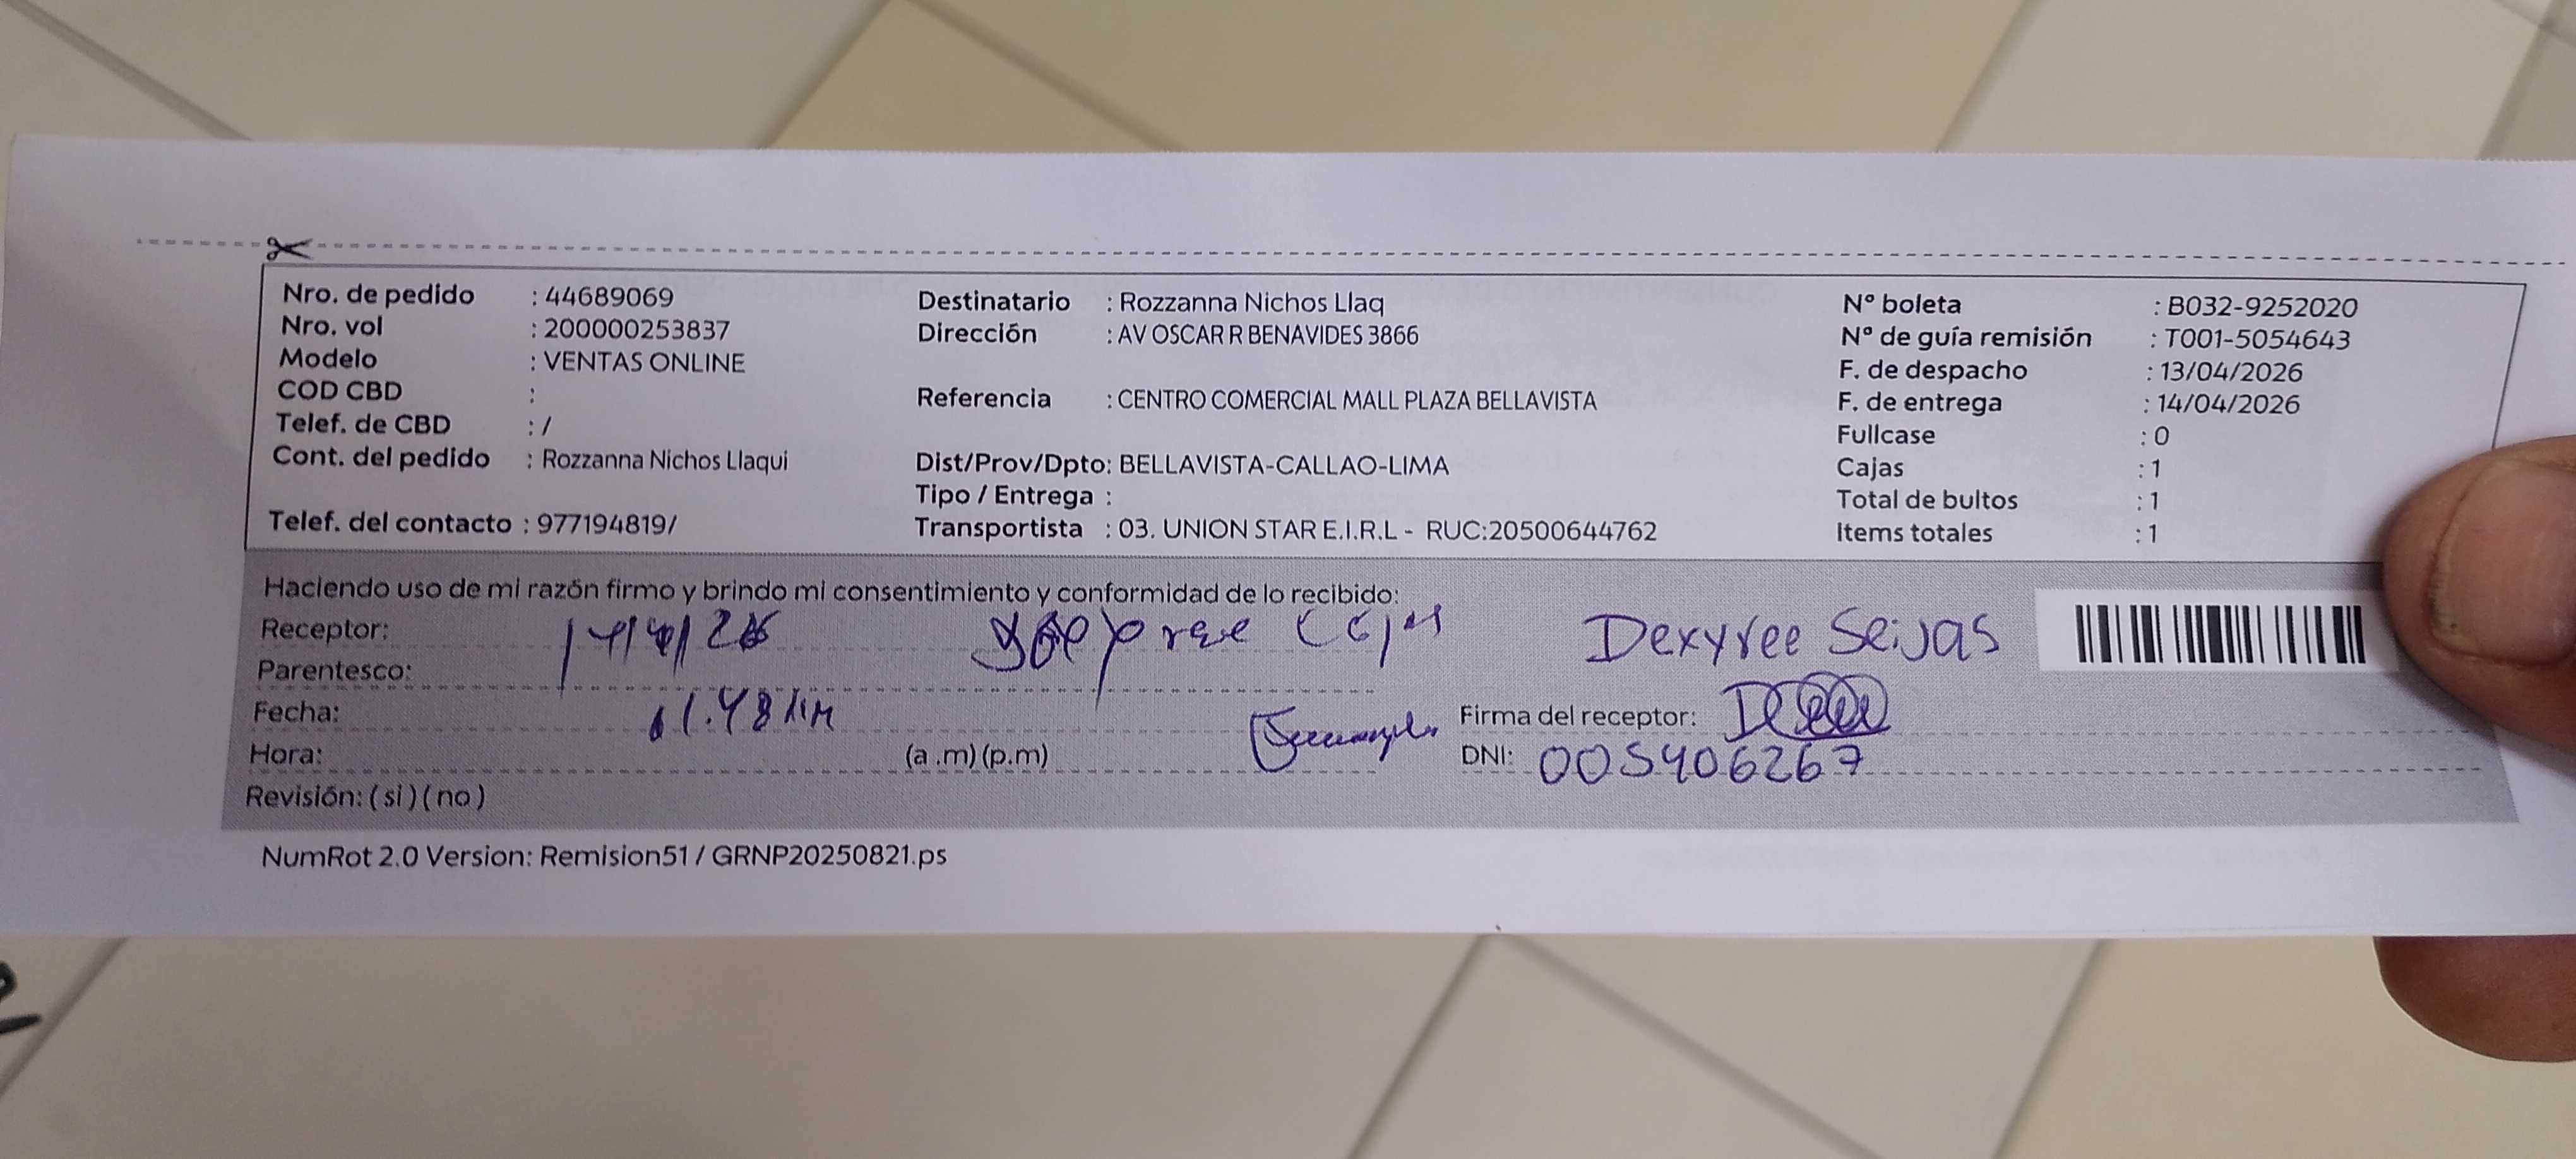 Nro. de pedido : 44689069
Nro. vol : 200000253837
Modelo : VENTAS ONLINE
COD CBD :
Telef. de CBD : /
Cont. del pedido : Rozzanna Nichos Llaqui
Telef. del contacto : 977194819/
Destinatario : Rozzanna Nichos Llaq
Dirección : AV OSCAR R BENAVIDES 3866
Referencia : CENTRO COMERCIAL MALL PLAZA BELLAVISTA
Dist/Prov/Dpto: BELLAVISTA-CALLAO-LIMA
Tipo / Entrega :
Transportista : 03. UNION STAR E.I.R.L - RUC:20500644762
N° boleta : B032-9252020
N° de guía remisión : T001-5054643
F. de despacho : 13/04/2026
F. de entrega : 14/04/2026
Fullcase : 0
Cajas : 1
Total de bultos : 1
Items totales : 1
Haciendo uso de mi razón firmo y brindo mi consentimiento y conformidad de lo recibido:
Receptor: 14/4/26 Dexyree Seijas
Parentesco:
Fecha: 11.48 AM
Firma del receptor:
Hora: (a .m) (p.m)
DNI: 005406267
Revisión: ( si ) ( no )
NumRot 2.0 Version: Remision51 / GRNP20250821.ps